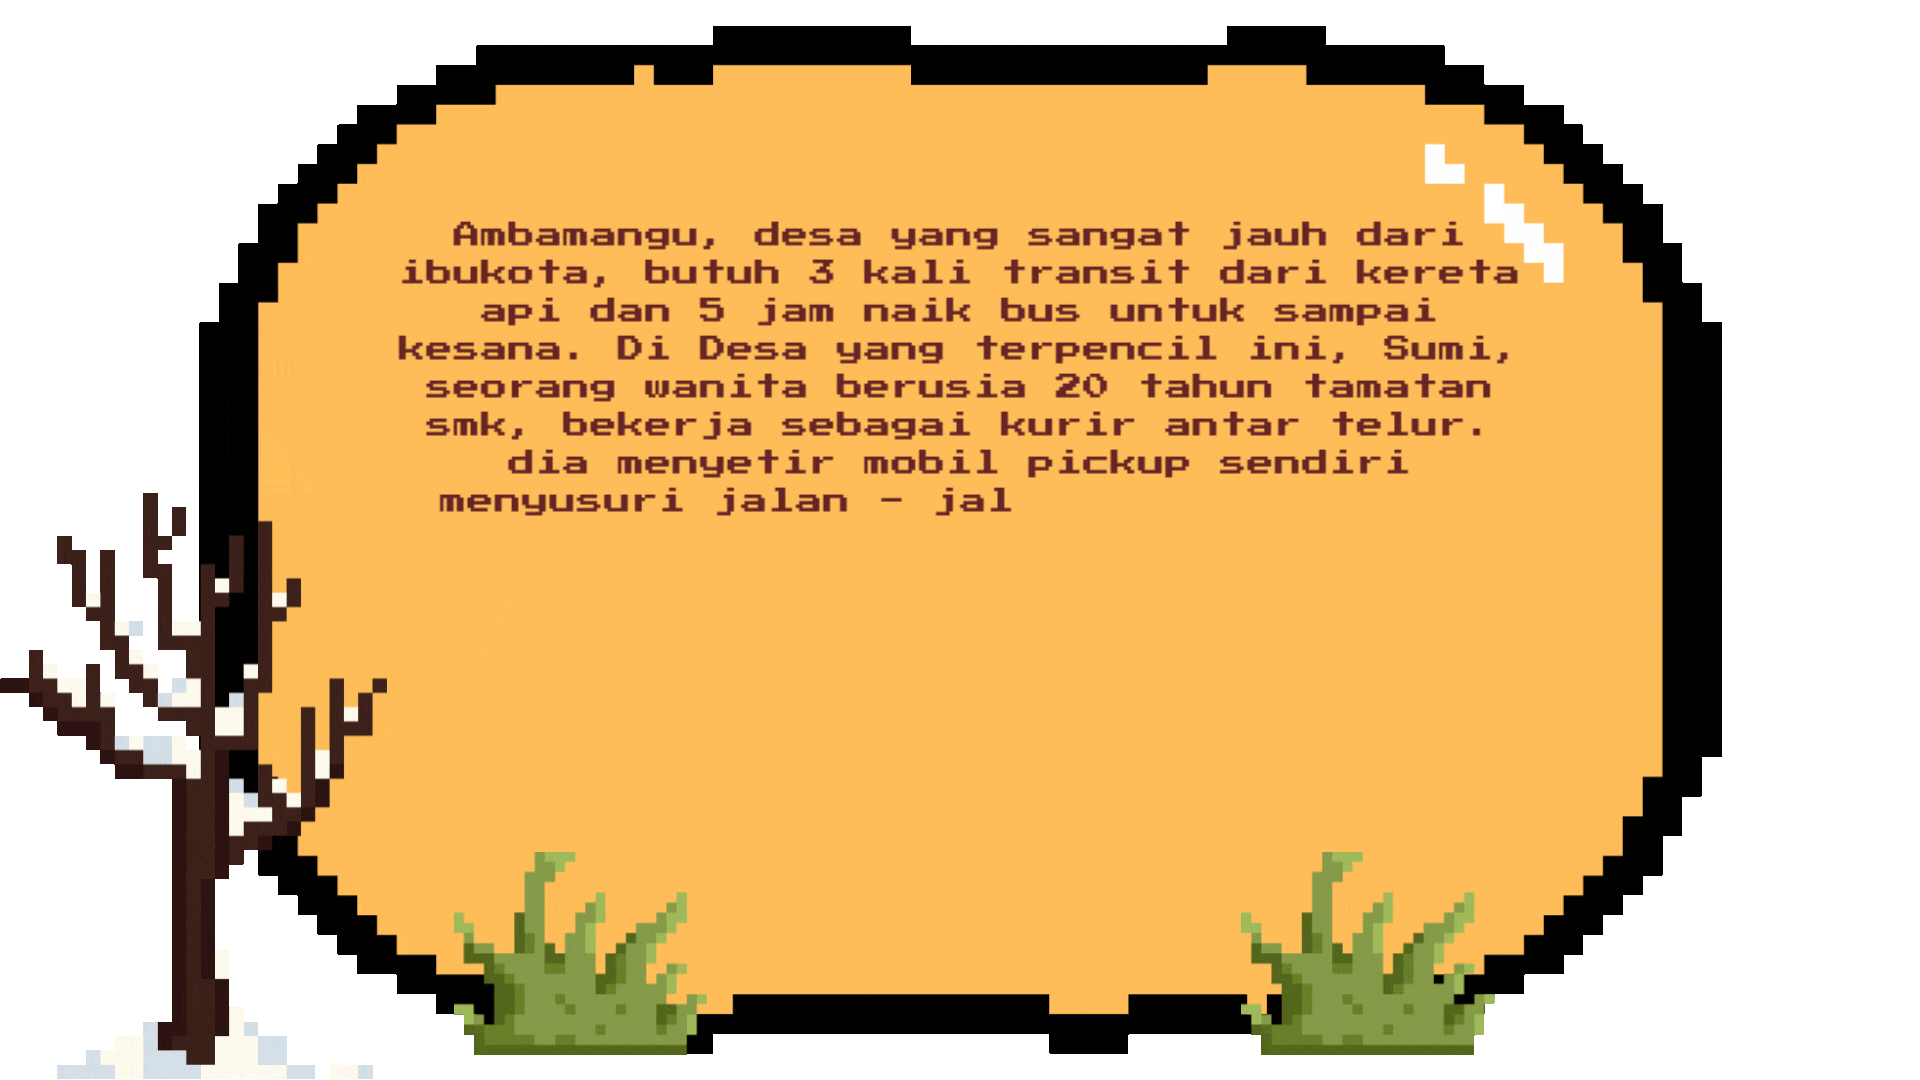 Ambamangu, desa yang sangat jauh dari
ibukota, butuh 3 kali transit dari kereta
api dan 5 jam naik bus untuk sampai
kesana. Di Desa yang terpencil ini, Sumi,
seorang wanita berusia 20 tahun tamatan
smk, bekerja sebagai kurir antar telur.
dia menyetir mobil pickup sendiri
menyusuri jalan - jal